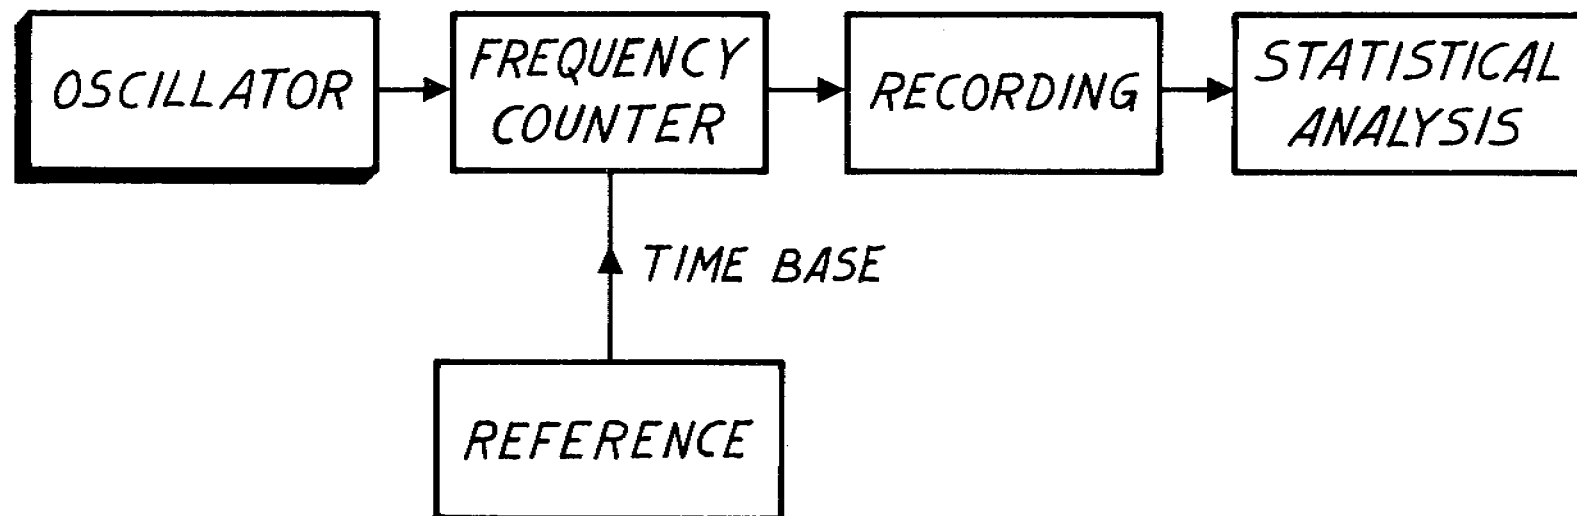 OSCILLATOR
FREQUENCY
COUNTER
RECORDING
STATISTICAL
ANALYSIS
TIME BASE
REFERENCE